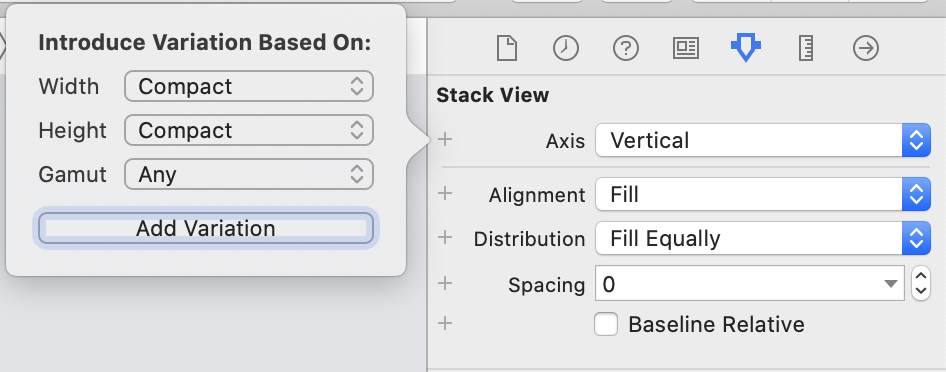 Introduce Variation Based On:
Width Compact
Height Compact
Gamut Any
Add Variation
Stack View
Axis Vertical
Alignment Fill
Distribution Fill Equally
Spacing 0
Baseline Relative